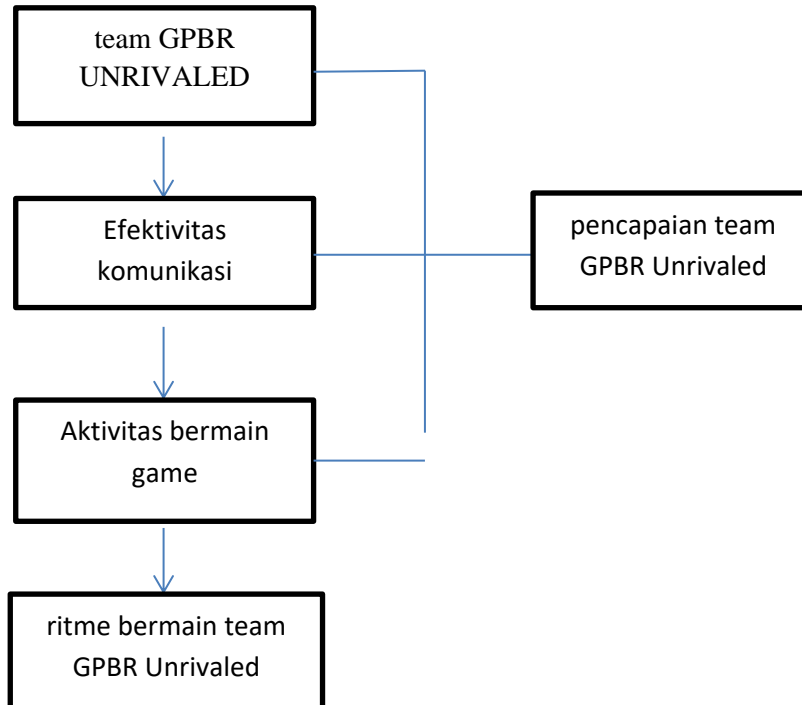 team GPBR
UNRIVALED
Efektivitas
komunikasi
pencapaian team
GPBR Unrivaled
Aktivitas bermain
game
ritme bermain team
GPBR Unrivaled